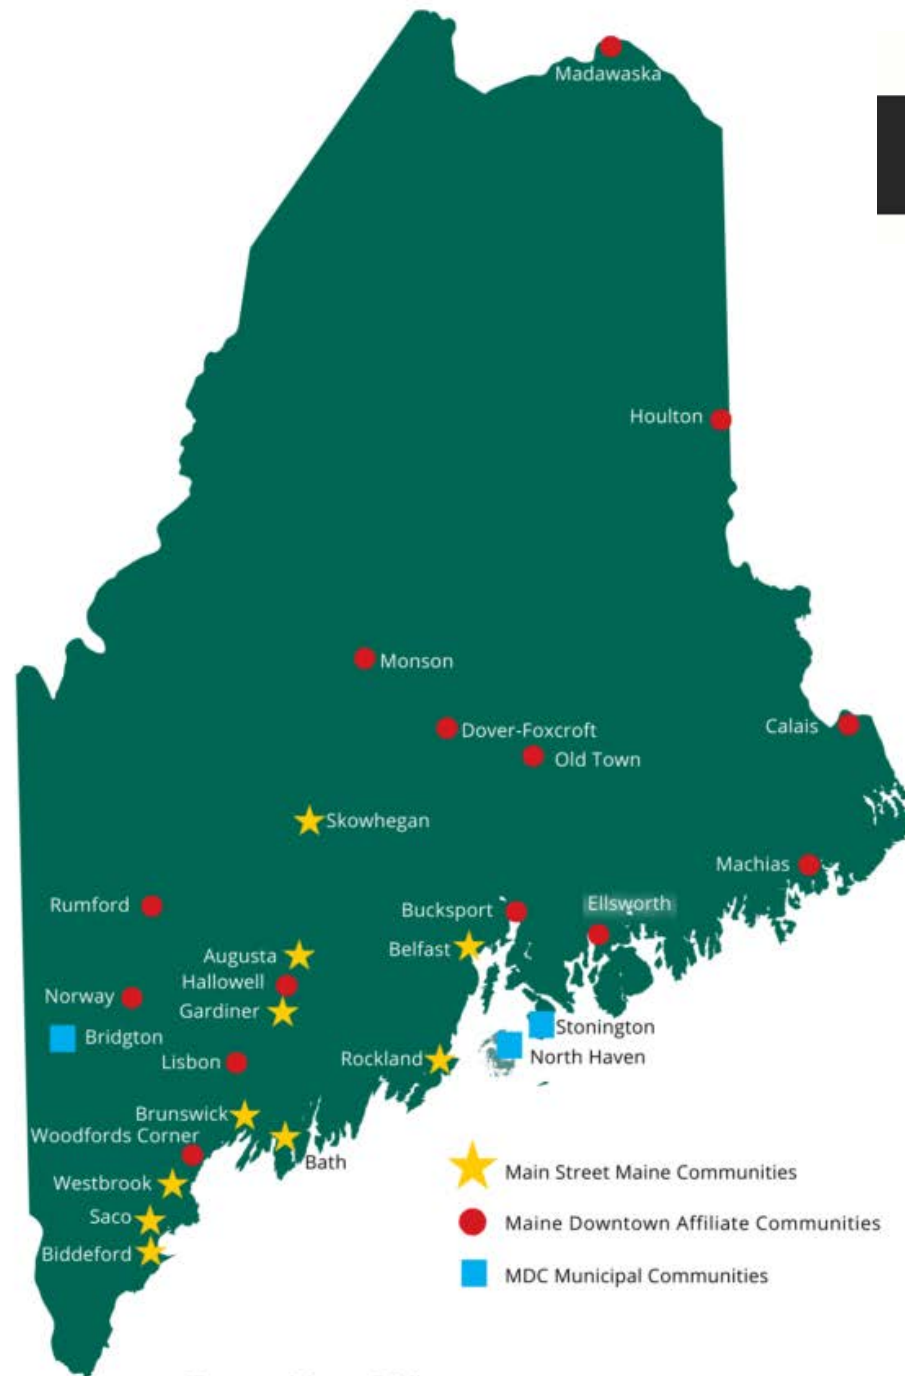 Madawaska
Houlton
Monson
Calais
Dover-Foxcroft
Old Town
Skowhegan
Machias
Ellsworth
Rumford
Bucksport
Belfast
Augusta
Hallowell
Norway
Gardiner
Stonington
Bridgton
North Haven
Rockland
Lisbon
Brunswick
Woodfords Corner
Bath
Main Street Maine Communities
Westbrook
Saco
Maine Downtown Affiliate Communities
Biddeford
MDC Municipal Communities